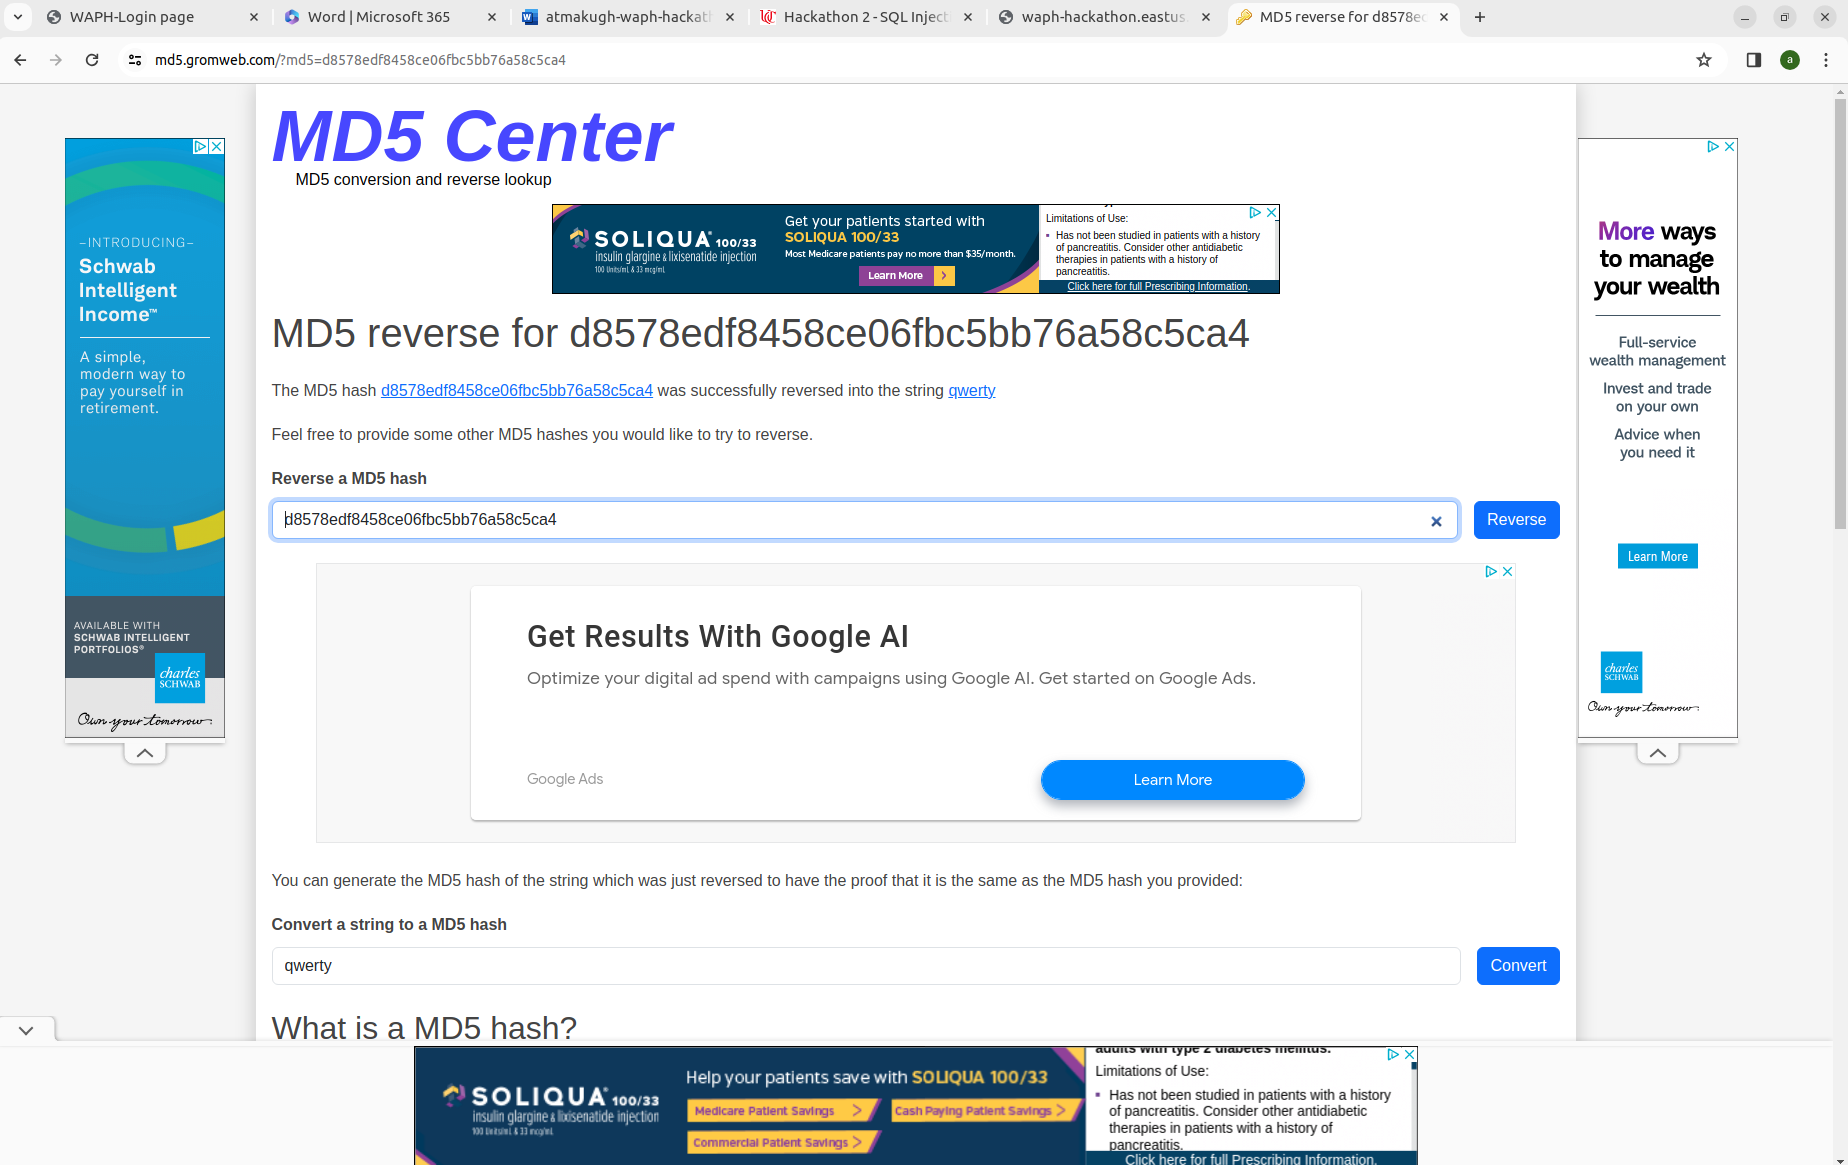 WAPH-Login page
Word | Microsoft 365
atmakugh-waph-hackath
Hackathon 2 - SQL Inject
waph-hackathon.eastus.
MD5 reverse for d8578ed
md5.gromweb.com/?md5=d8578edf8458ce06fbc5bb76a58c5ca4
a
MD5 Center
MD5 conversion and reverse lookup
SOLIQUA® 100/33
insulin glargine & lixisenatide injection
100 Units/mL & 33 mcg/mL
Get your patients started with
SOLIQUA 100/33
Most Medicare patients pay no more than $35/month.
Learn More >
Limitations of Use:
▪ Has not been studied in patients with a history
of pancreatitis. Consider other antidiabetic
therapies in patients with a history of
pancreatitis.
Click here for full Prescribing Information.
–INTRODUCING–
Schwab
Intelligent
Income™
A simple,
modern way to
pay yourself in
retirement.
AVAILABLE WITH
SCHWAB INTELLIGENT
PORTFOLIOS®
charles
SCHWAB
Own your tomorrow.
MD5 reverse for d8578edf8458ce06fbc5bb76a58c5ca4
The MD5 hash d8578edf8458ce06fbc5bb76a58c5ca4 was successfully reversed into the string qwerty
Feel free to provide some other MD5 hashes you would like to try to reverse.
Reverse a MD5 hash
d8578edf8458ce06fbc5bb76a58c5ca4
Reverse
Get Results With Google AI
Optimize your digital ad spend with campaigns using Google AI. Get started on Google Ads.
Google Ads
Learn More
You can generate the MD5 hash of the string which was just reversed to have the proof that it is the same as the MD5 hash you provided:
Convert a string to a MD5 hash
qwerty
Convert
What is a MD5 hash?
More ways
to manage
your wealth
Full-service
wealth management
Invest and trade
on your own
Advice when
you need it
Learn More
charles
SCHWAB
Own your tomorrow.
SOLIQUA® 100/33
insulin glargine & lixisenatide injection
100 Units/mL & 33 mcg/mL
Help your patients save with SOLIQUA 100/33
Medicare Patient Savings >
Cash Paying Patient Savings >
Commercial Patient Savings >
adults with type 2 diabetes mellitus.
Limitations of Use:
▪ Has not been studied in patients with a history
of pancreatitis. Consider other antidiabetic
therapies in patients with a history of
pancreatitis.
Click here for full Prescribing Information.